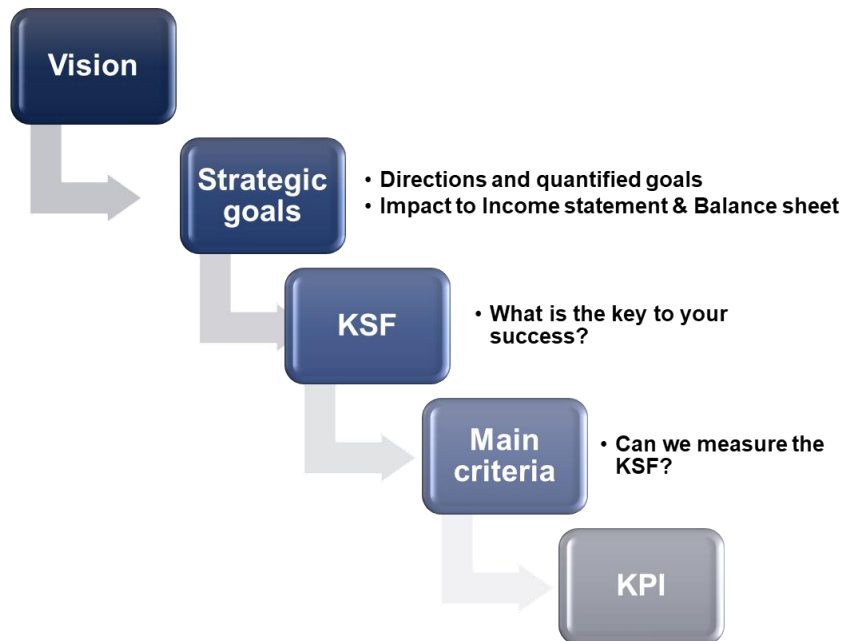 Vision
Strategic
goals
• Directions and quantified goals
• Impact to Income statement & Balance sheet
KSF
• What is the key to your
success?
Main
criteria
• Can we measure the
KSF?
KPI